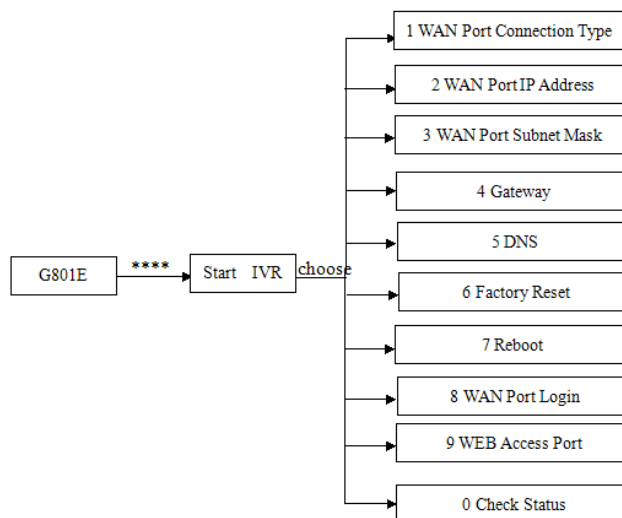 1 WAN Port Connection Type
2 WAN Port IP Address
3 WAN Port Subnet Mask
4 Gateway
5 DNS
G801E
****
Start IVR
choose
6 Factory Reset
7 Reboot
8 WAN Port Login
9 WEB Access Port
0 Check Status